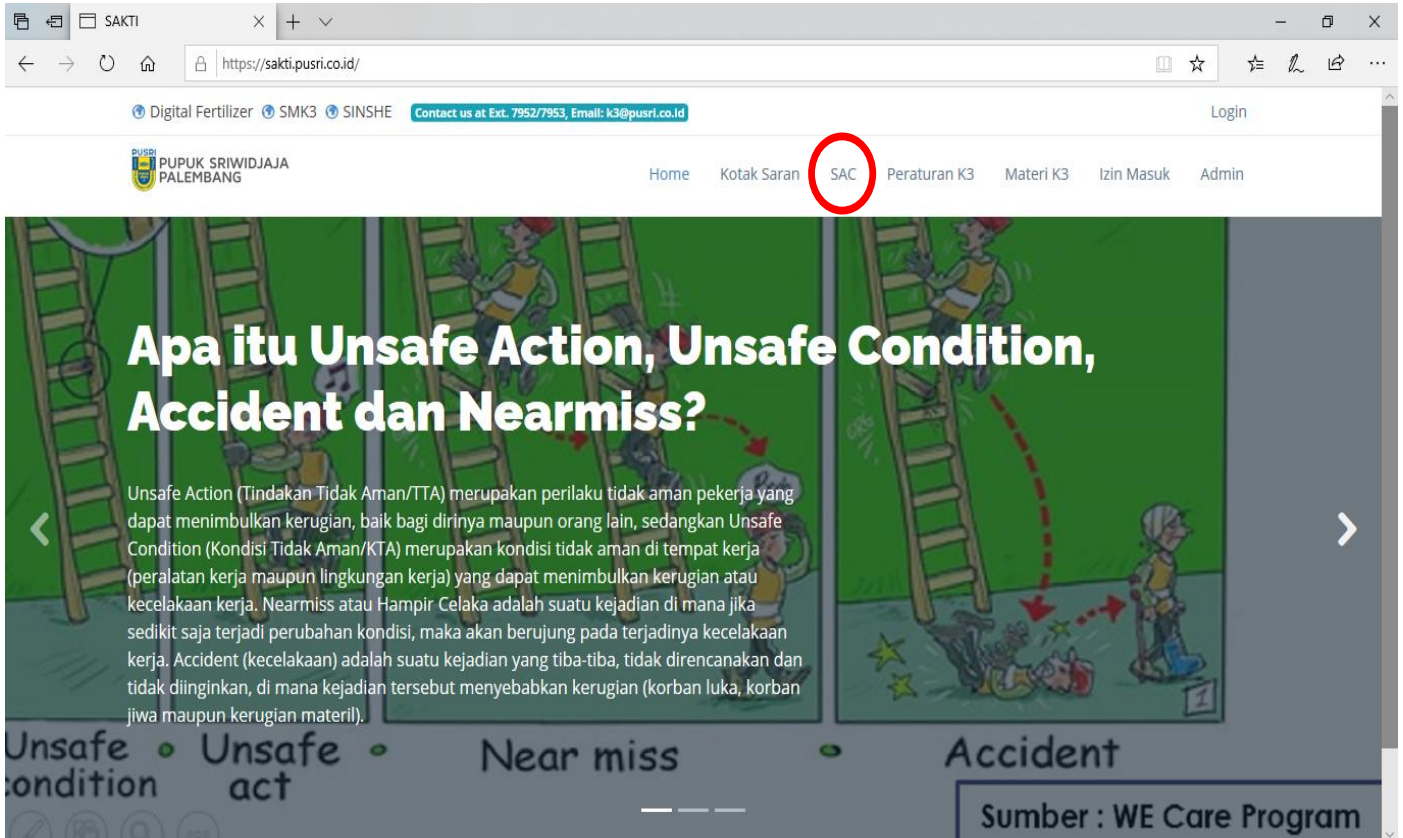 SAKTI
https://sakti.pusri.co.id/
Digital Fertilizer SMK3 SINSHE Contact us at Ext. 7952/7953, Email: k3@pusri.co.id Login
PUSRI
PUPUK SRIWIDJAJA
PALEMBANG
Home Kotak Saran SAC Peraturan K3 Materi K3 Izin Masuk Admin
Apa itu Unsafe Action, Unsafe Condition,
Accident dan Nearmiss?
Unsafe Action (Tindakan Tidak Aman/TTA) merupakan perilaku tidak aman pekerja yang
dapat menimbulkan kerugian, baik bagi dirinya maupun orang lain, sedangkan Unsafe
Condition (Kondisi Tidak Aman/KTA) merupakan kondisi tidak aman di tempat kerja
(peralatan kerja maupun lingkungan kerja) yang dapat menimbulkan kerugian atau
kecelakaan kerja. Nearmiss atau Hampir Celaka adalah suatu kejadian di mana jika
sedikit saja terjadi perubahan kondisi, maka akan berujung pada terjadinya kecelakaan
kerja. Accident (kecelakaan) adalah suatu kejadian yang tiba-tiba, tidak direncanakan dan
tidak diinginkan, di mana kejadian tersebut menyebabkan kerugian (korban luka, korban
jiwa maupun kerugian materil).
1
Unsafe condition
Unsafe act
Near miss
Accident
Sumber : WE Care Program